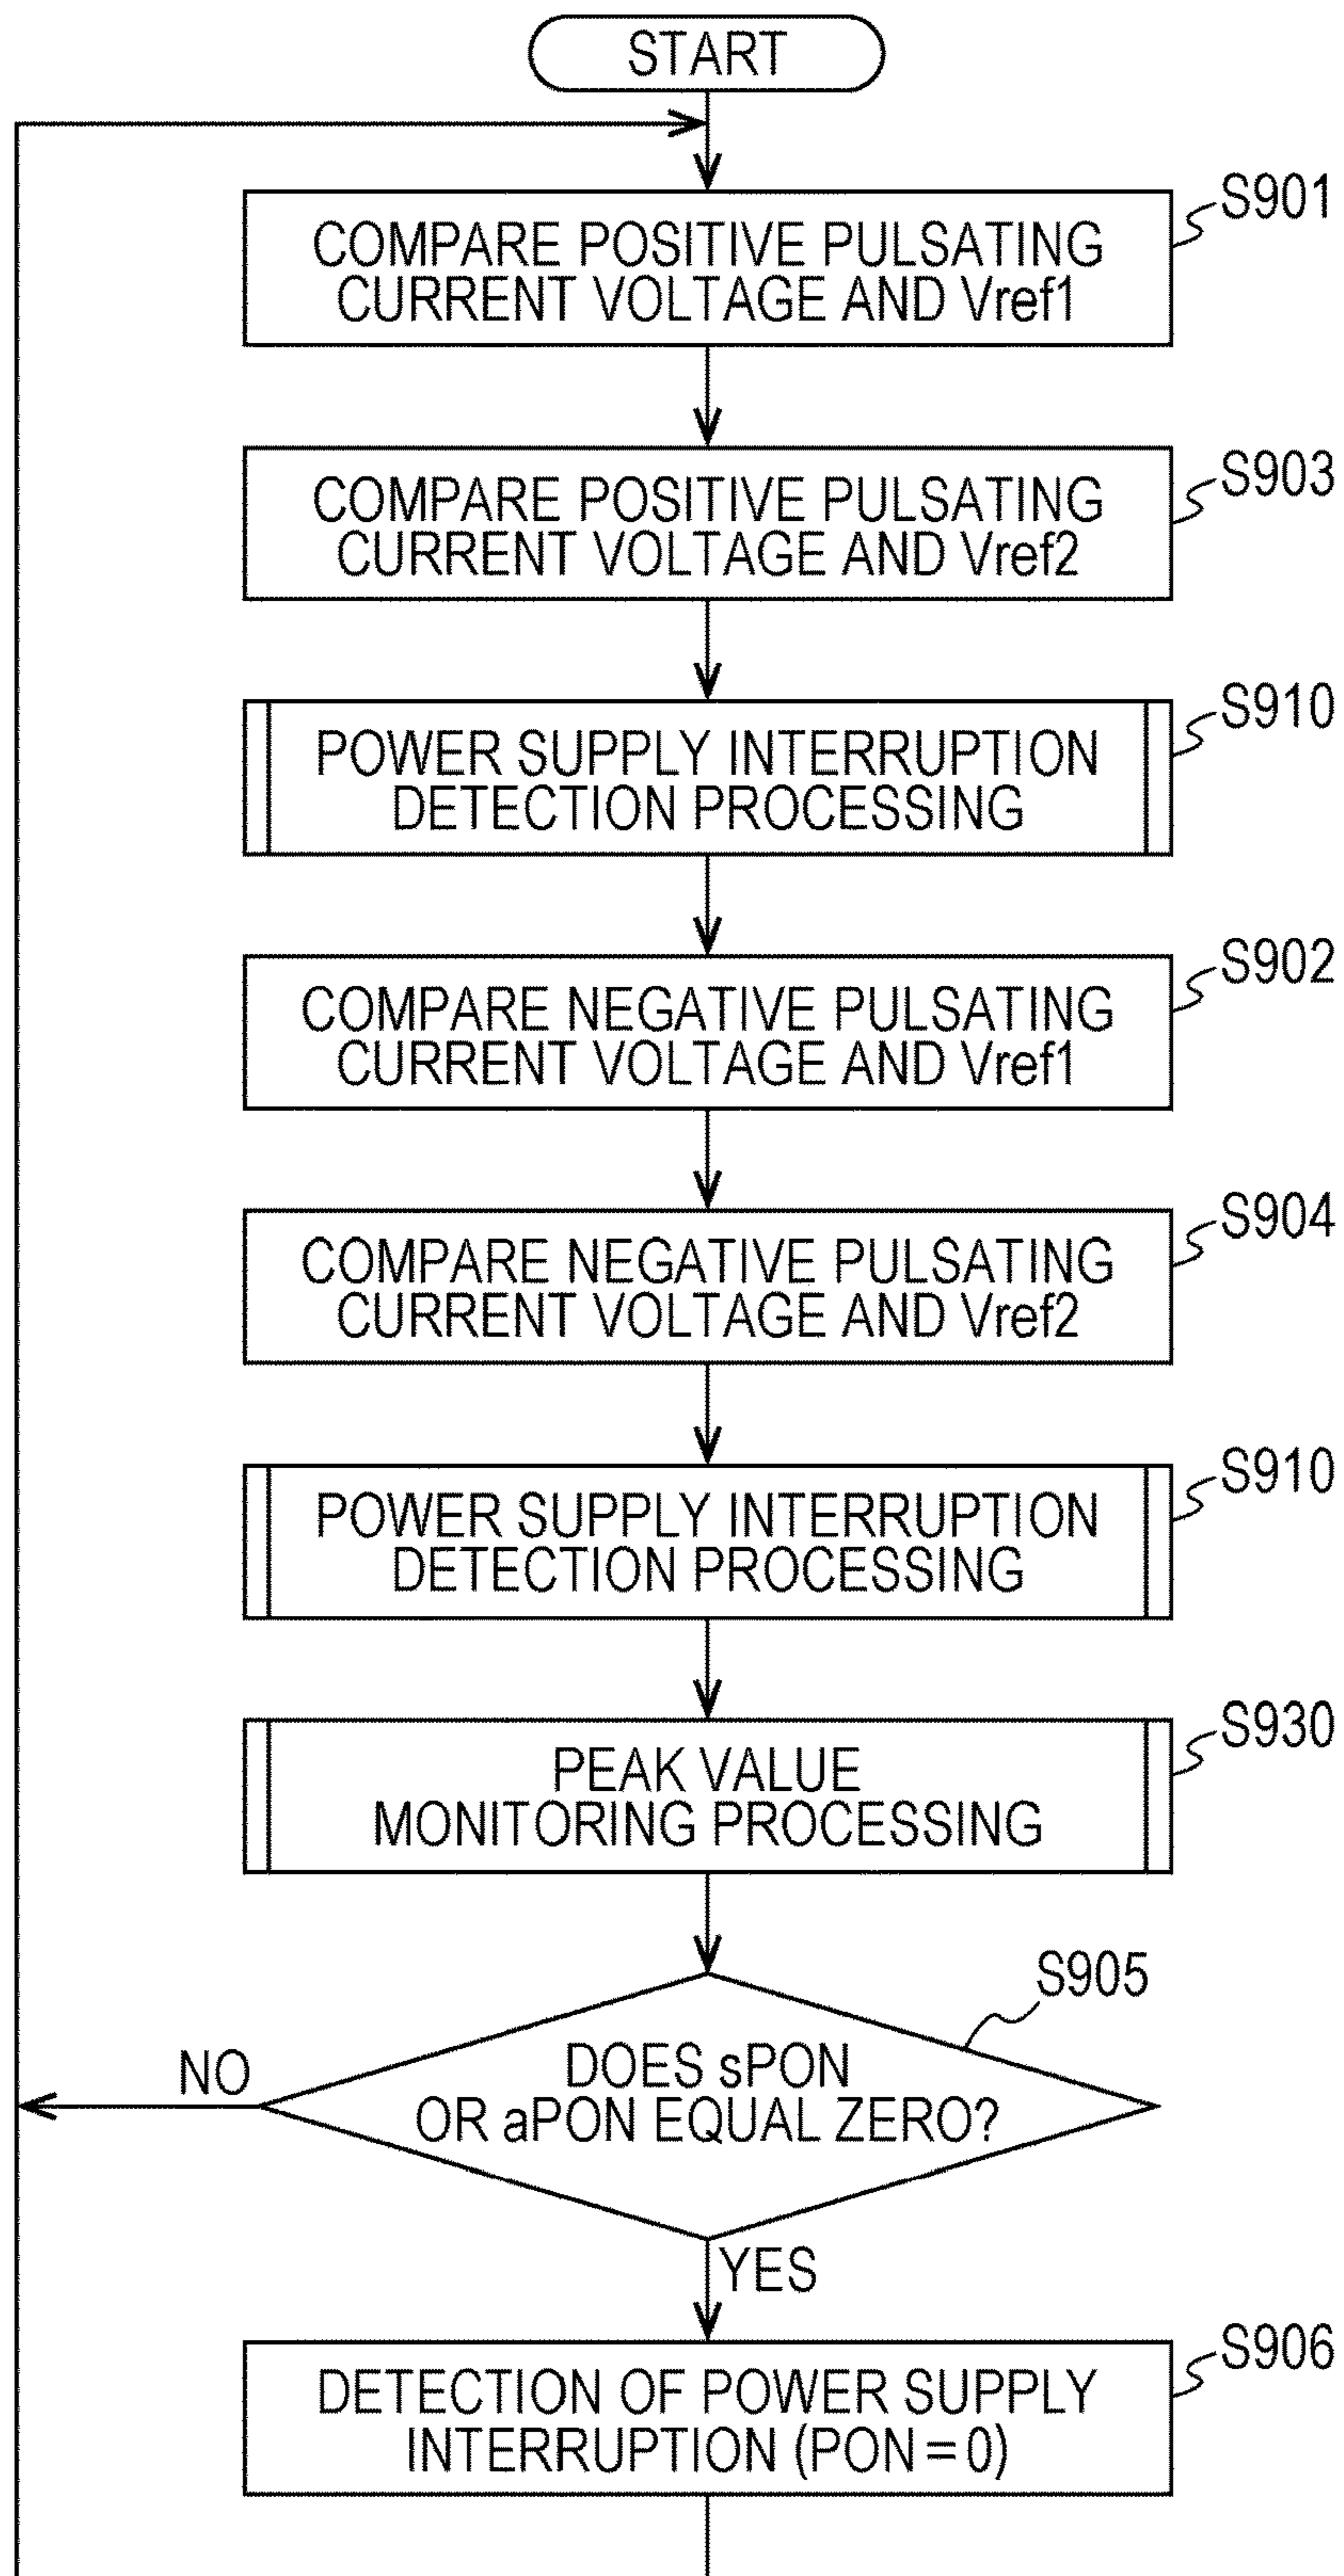 START
S901
COMPARE POSITIVE PULSATING
CURRENT VOLTAGE AND Vref1
S903
COMPARE POSITIVE PULSATING
CURRENT VOLTAGE AND Vref2
S910
POWER SUPPLY INTERRUPTION
DETECTION PROCESSING
S902
COMPARE NEGATIVE PULSATING
CURRENT VOLTAGE AND Vref1
S904
COMPARE NEGATIVE PULSATING
CURRENT VOLTAGE AND Vref2
S910
POWER SUPPLY INTERRUPTION
DETECTION PROCESSING
S930
PEAK VALUE
MONITORING PROCESSING
S905
DOES sPON
OR aPON EQUAL ZERO?
NO
YES
S906
DETECTION OF POWER SUPPLY
INTERRUPTION (PON = 0)